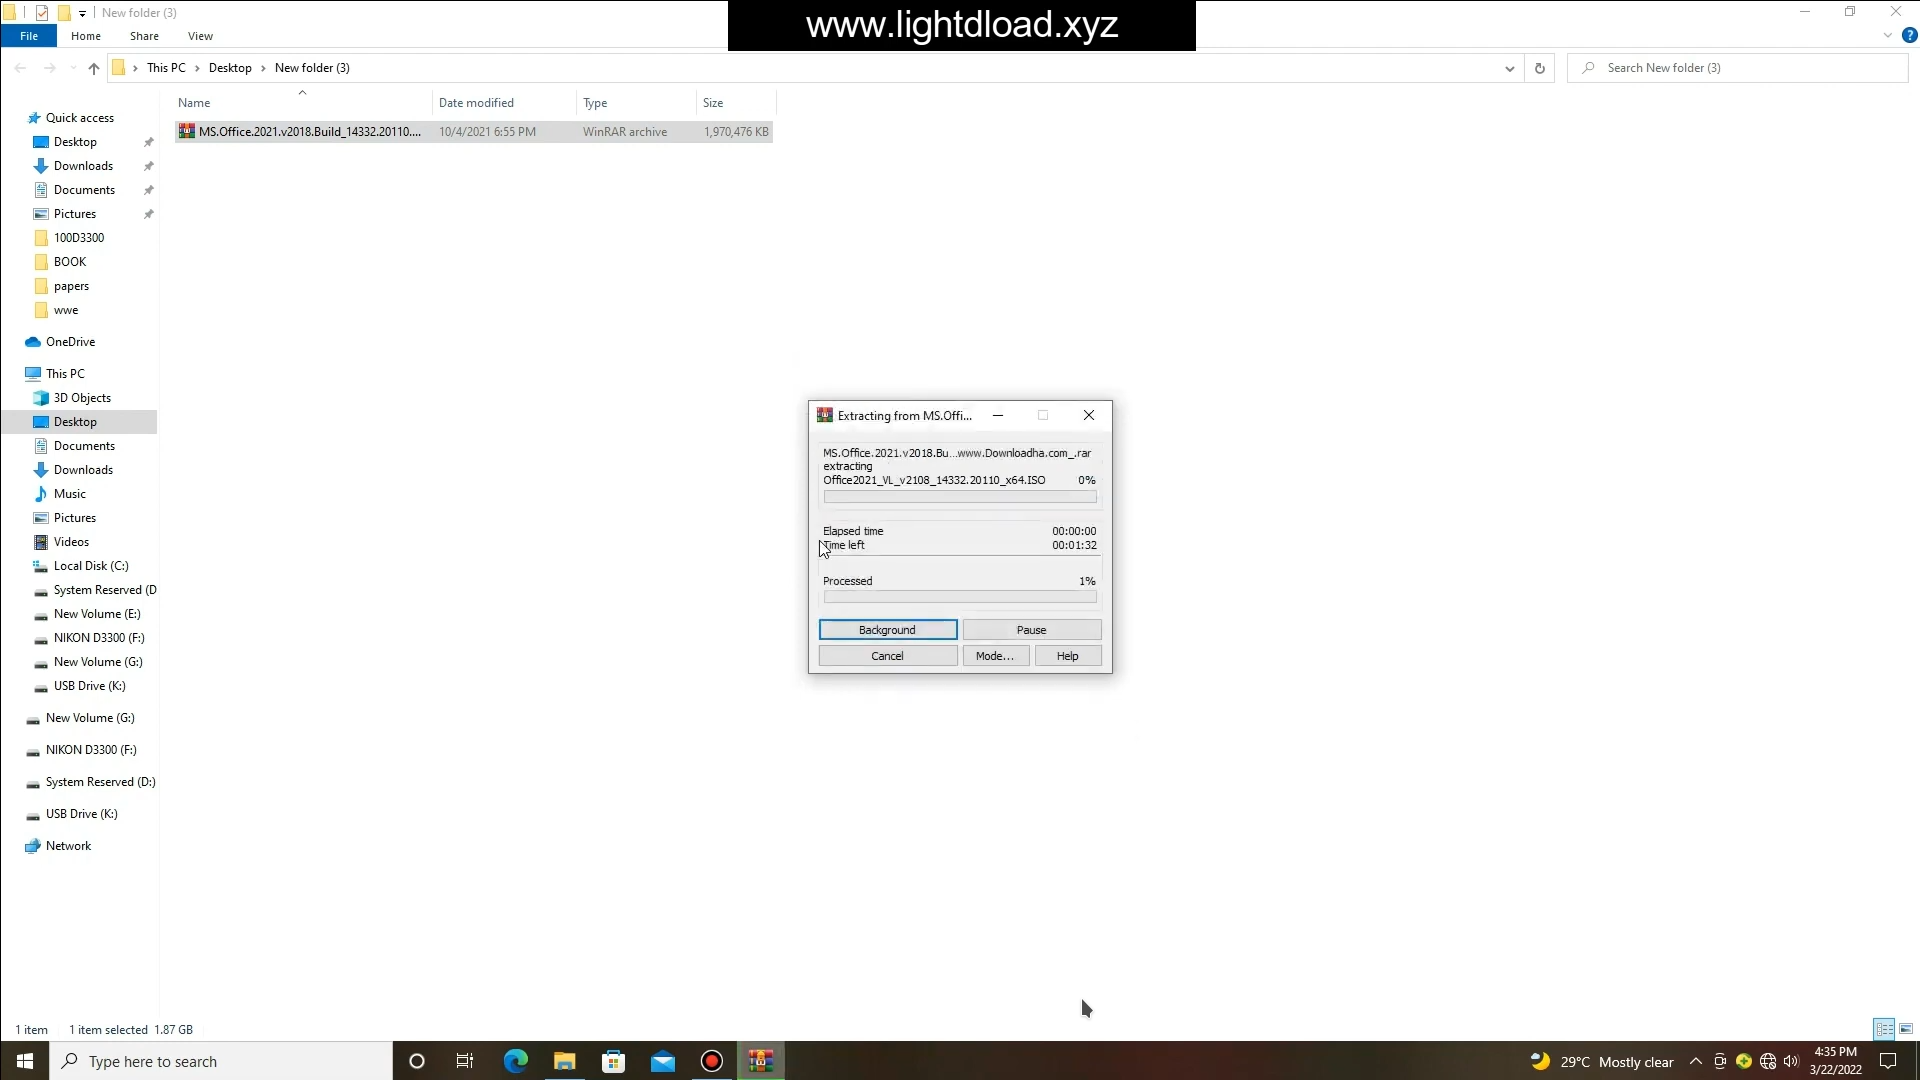 New folder (3)
www.lightdload.xyz
File
Home
Share
View
This PC
Desktop
New folder (3)
Search New folder (3)
Name
Date modified
Type
Size
MS.Office.2021.v2018.Build_14332.20110....
10/4/2021 6:55 PM
WinRAR archive
1,970,476 KB
Quick access
Desktop
Downloads
Documents
Pictures
100D3300
BOOK
papers
wwe
OneDrive
This PC
3D Objects
Desktop
Documents
Downloads
Music
Pictures
Videos
Local Disk (C:)
System Reserved (D
New Volume (E:)
NIKON D3300 (F:)
New Volume (G:)
USB Drive (K:)
New Volume (G:)
NIKON D3300 (F:)
System Reserved (D:)
USB Drive (K:)
Network
Extracting from MS.Offi...
MS.Office.2021.v2018.Bu...www.Downloadha.com_.rar
extracting
Office2021_VL_v2108_14332.20110_x64.ISO 0%
Elapsed time 00:00:00
Time left 00:01:32
Processed 1%
Background
Pause
Cancel
Mode...
Help
1 item
1 item selected 1.87 GB
Type here to search
29°C Mostly clear
4:35 PM
3/22/2022